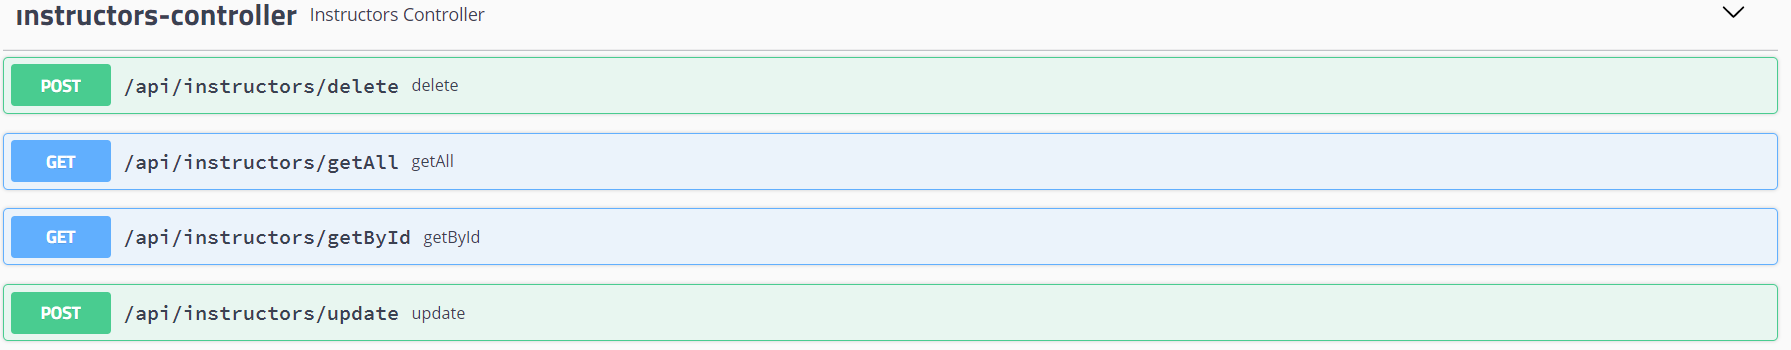 instructors-controller Instructors Controller
POST /api/instructors/delete delete
GET /api/instructors/getAll getAll
GET /api/instructors/getById getById
POST /api/instructors/update update